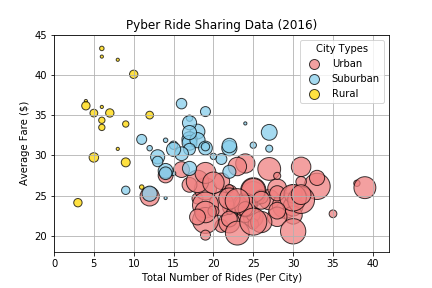 Pyber Ride Sharing Data (2016)
45
40
35
30
25
20
Average Fare ($)
City Types
Urban
Suburban
Rural
0 5 10 15 20 25 30 35 40
Total Number of Rides (Per City)